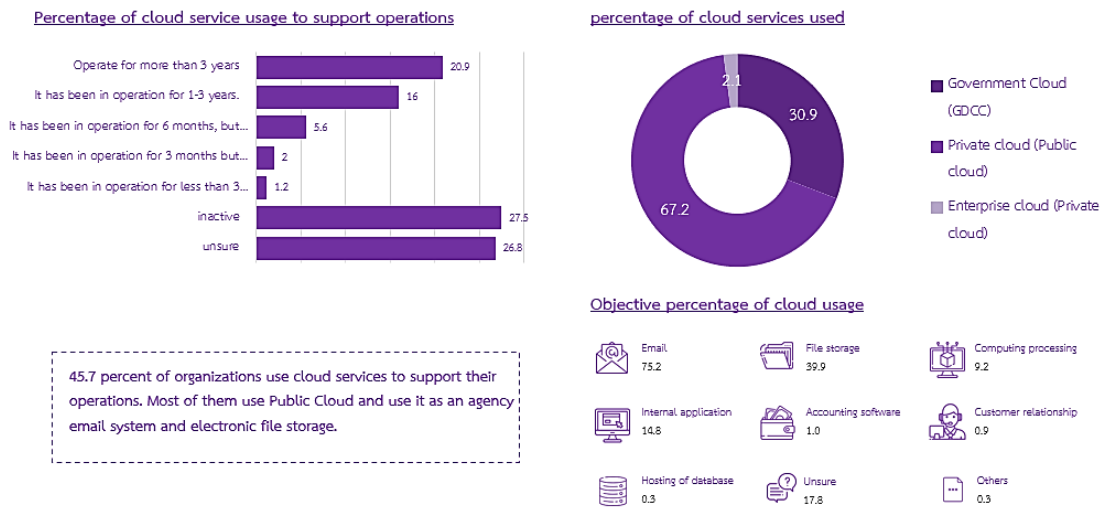 Percentage of cloud service usage to support operations
Operate for more than 3 years
20.9
It has been in operation for 1-3 years.
16
It has been in operation for 6 months, but...
5.6
It has been in operation for 3 months but...
2
It has been in operation for less than 3...
1.2
inactive
27.5
unsure
26.8
45.7 percent of organizations use cloud services to support their
operations. Most of them use Public Cloud and use it as an agency
email system and electronic file storage.
percentage of cloud services used
2.1
30.9
67.2
Government Cloud
(GDCC)
Private cloud (Public
cloud)
Enterprise cloud (Private
cloud)
Objective percentage of cloud usage
Email
75.2
File storage
39.9
Computing processing
9.2
Internal application
14.8
Accounting software
1.0
Customer relationship
0.9
Hosting of database
0.3
Unsure
17.8
Others
0.3